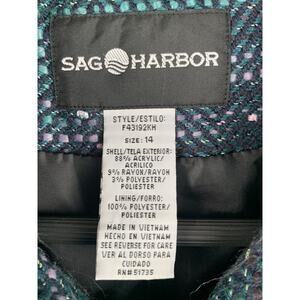 SAG HARBOR
STYLE/ESTILO:
F43192KH
SIZE: 14
SHELL/TELA EXTERIOR:
88% ACRYLIC/
ACRILICO
9% RAYON/RAYON
3% POLYESTER/
POLIESTER
LINING/FORRO:
100% POLYESTER/
POLIESTER
MADE IN VIETNAM
HECHO EN VIETNAM
SEE REVERSE FOR CARE
VER AL DORSO PARA
CUIDADO
RN# 51735